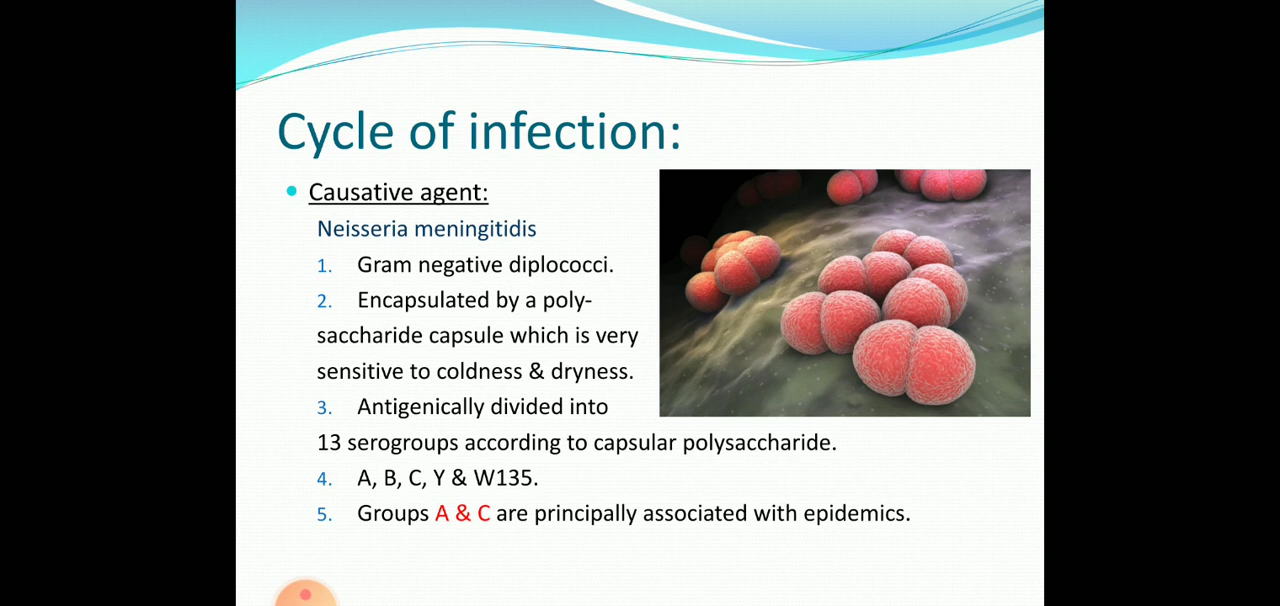 Cycle of infection:
Causative agent:
Neisseria meningitidis
1. Gram negative diplococci.
2. Encapsulated by a poly-
saccharide capsule which is very
sensitive to coldness & dryness.
3. Antigenically divided into
13 serogroups according to capsular polysaccharide.
4. A, B, C, Y & W135.
5. Groups A & C are principally associated with epidemics.